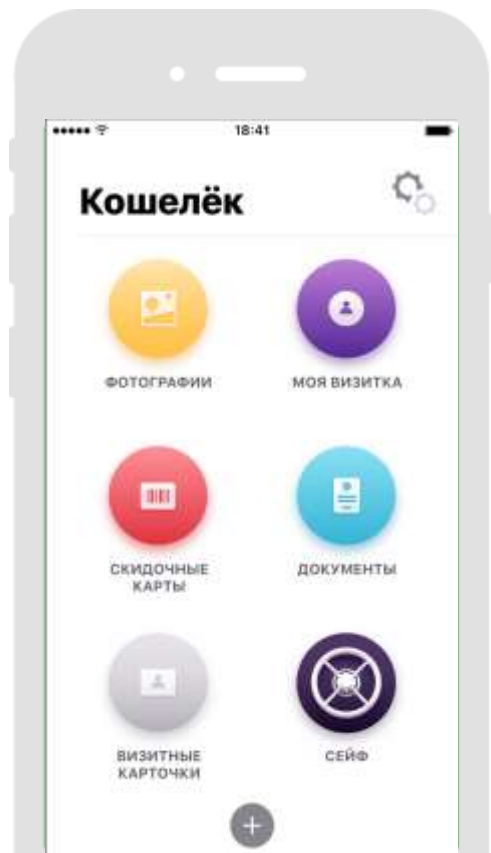 18:41
Кошелёк
ФОТОГРАФИИ
МОЯ ВИЗИТКА
СКИДОЧНЫЕ
КАРТЫ
ДОКУМЕНТЫ
ВИЗИТНЫЕ
КАРТОЧКИ
СЕЙФ